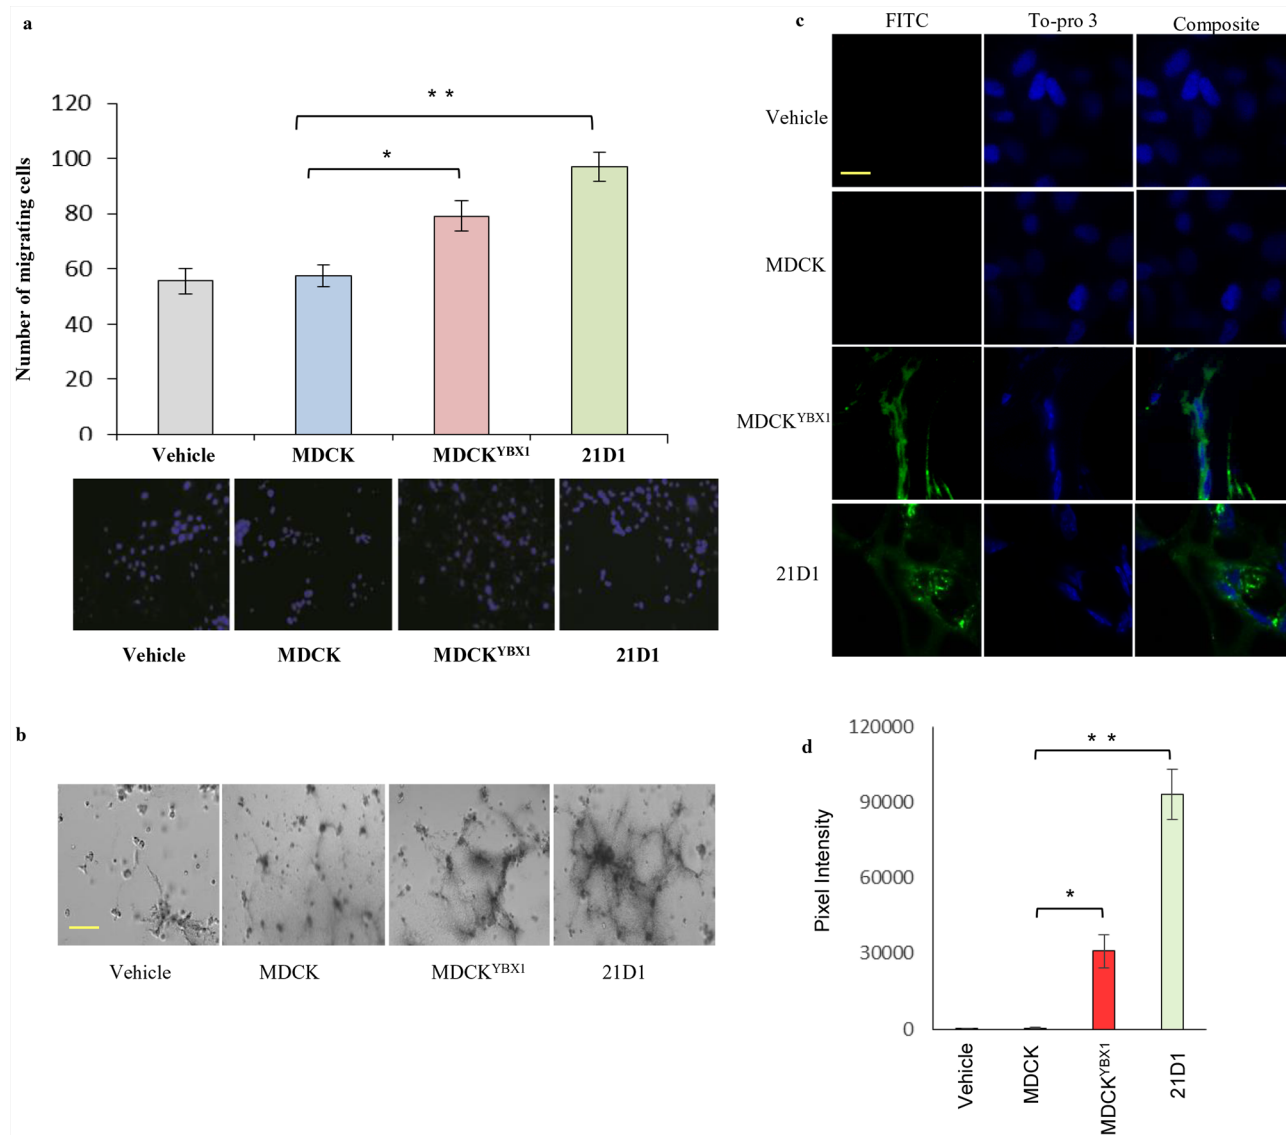 a
* *
*
120
100
80
60
40
20
0
Number of migrating cells
Vehicle MDCK MDCKYBX1 21D1
Vehicle MDCK MDCKYBX1 21D1
b
Vehicle MDCK MDCKYBX1 21D1
c
FITC To-pro 3 Composite
Vehicle
MDCK
MDCKYBX1
21D1
d
* *
*
120000
90000
60000
30000
0
Pixel Intensity
Vehicle
MDCK
MDCKYBX1
21D1